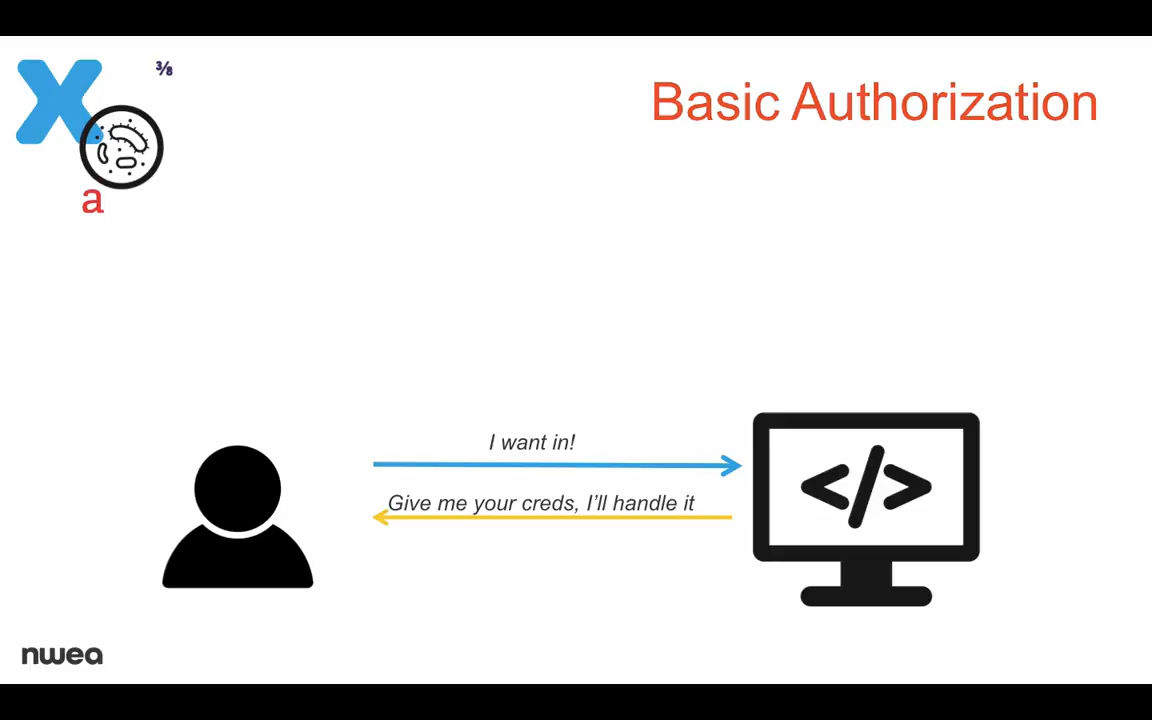 X
⅜
a
Basic Authorization
I want in!
Give me your creds, I'll handle it
</>
nwea